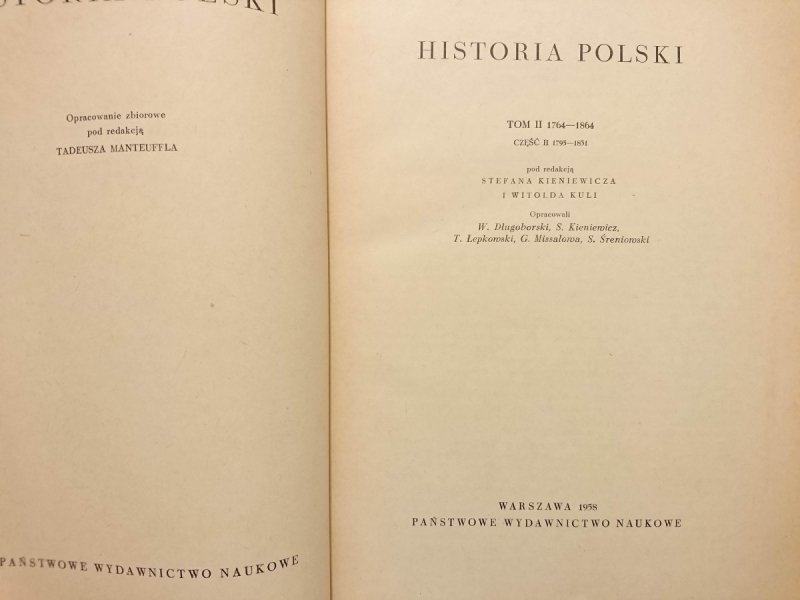 POLSKI
Opracowanie zbiorowe
pod redakcją
TADEUSZA MANTEUFFLA
PAŃSTWOWE WYDAWNICTWO NAUKOWE
HISTORIA POLSKI
TOM II 1764—1864
CZĘŚĆ II 1795—1831
pod redakcją
STEFANA KIENIEWICZA
I WITOLDA KULI
Opracowali
W. Długoborski, S. Kieniewicz,
T. Łepkowski, G. Missalowa, S. Śreniowski
WARSZAWA 1958
PAŃSTWOWE WYDAWNICTWO NAUKOWE